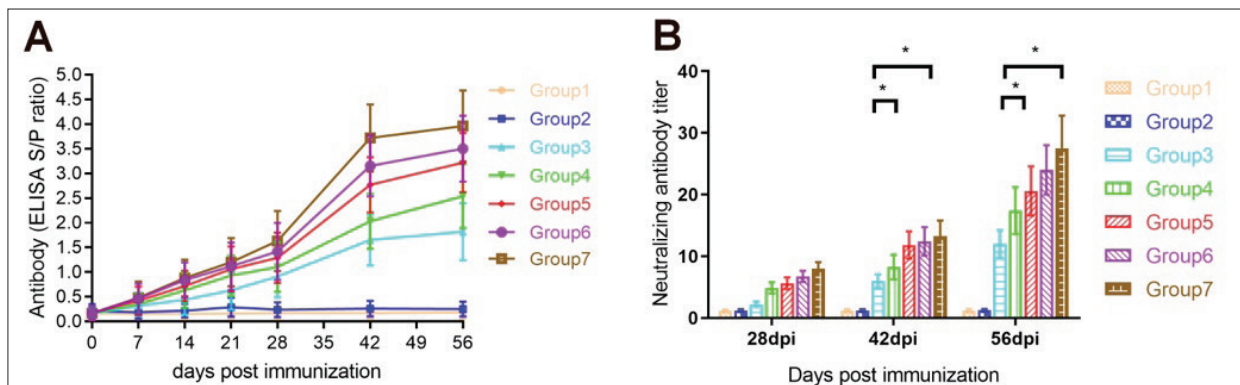 A
Antibody (ELISA S/P ratio)
5.0
4.5
4.0
3.5
3.0
2.5
2.0
1.5
1.0
0.5
0.0
0 7 14 21 28 35 42 49 56
days post immunization
Group1
Group2
Group3
Group4
Group5
Group6
Group7
B
Neutralizing antibody titer
40
30
20
10
0
* * * *
28dpi 42dpi 56dpi
Days post immunization
Group1
Group2
Group3
Group4
Group5
Group6
Group7